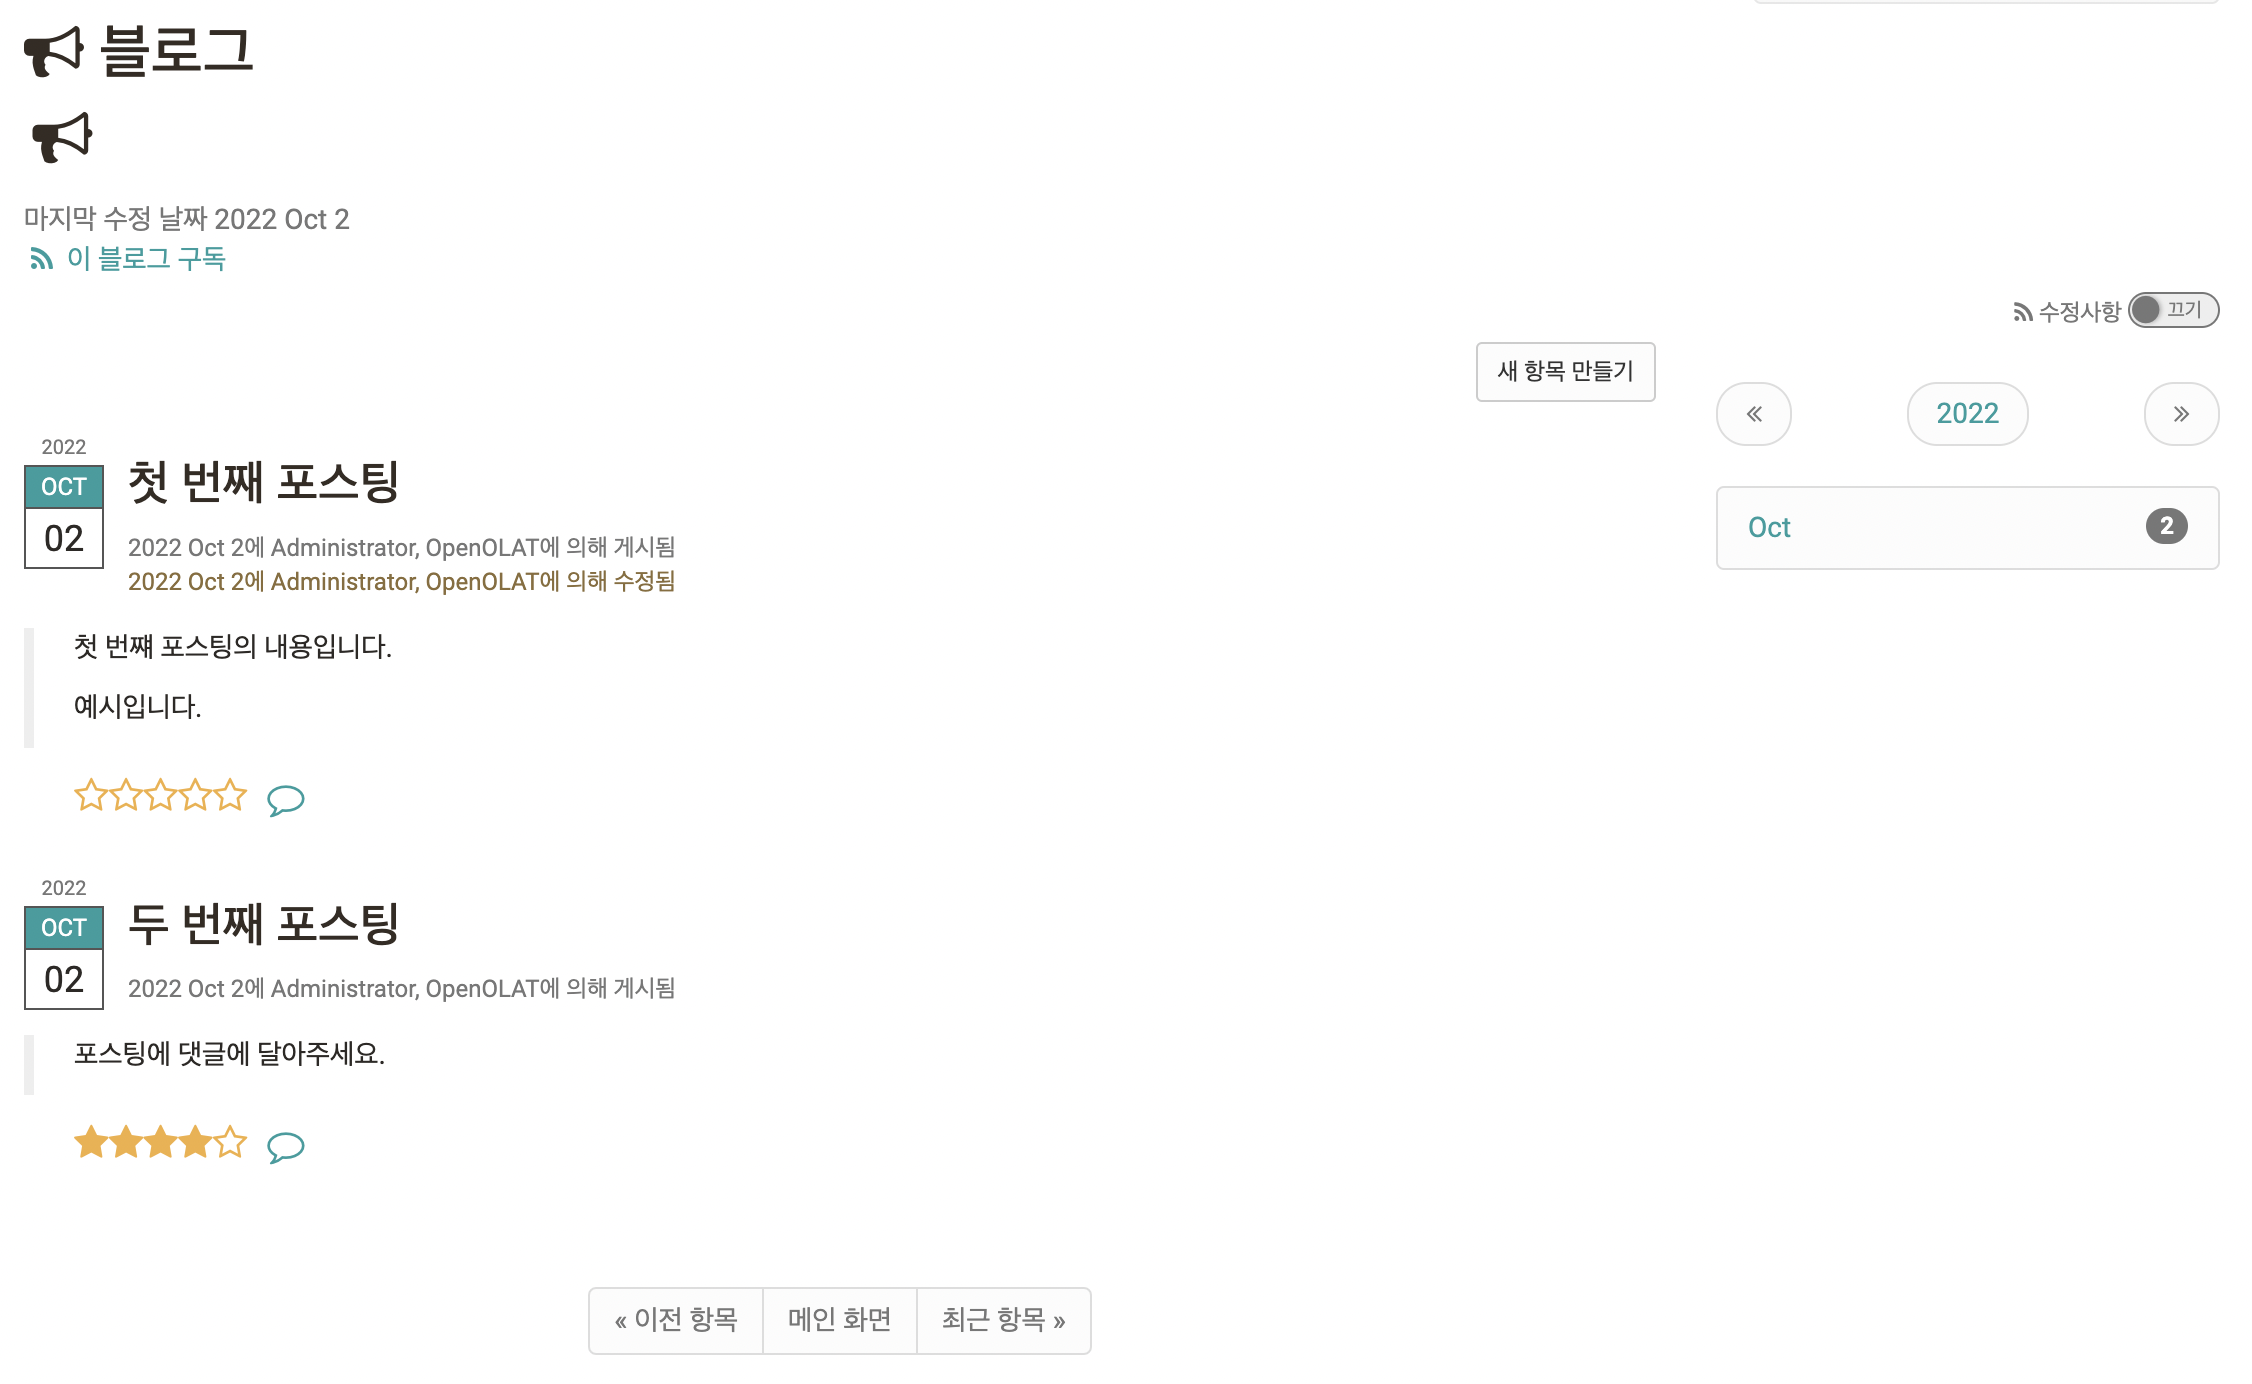 블로그
마지막 수정 날짜 2022 Oct 2
이 블로그 구독
수정사항 끄기
새 항목 만들기
« 2022 »
Oct 2
2022
OCT
02
첫 번째 포스팅
2022 Oct 2에 Administrator, OpenOLAT에 의해 게시됨
2022 Oct 2에 Administrator, OpenOLAT에 의해 수정됨
첫 번쨰 포스팅의 내용입니다.
예시입니다.
2022
OCT
02
두 번째 포스팅
2022 Oct 2에 Administrator, OpenOLAT에 의해 게시됨
포스팅에 댓글에 달아주세요.
« 이전 항목 메인 화면 최근 항목 »